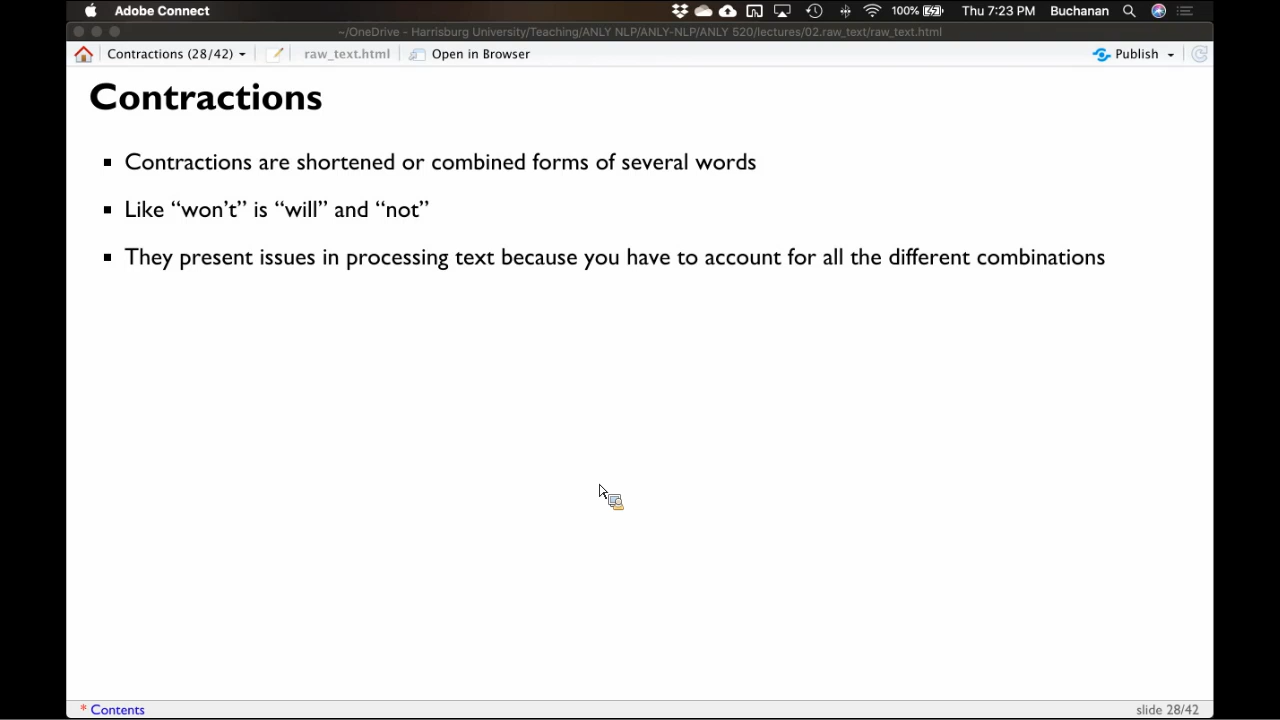 Adobe Connect 100% Thu 7:23 PM Buchanan
~/OneDrive - Harrisburg University/Teaching/ANLY NLP/ANLY-NLP/ANLY 520/lectures/02.raw_text/raw_text.html
Contractions (28/42) raw_text.html Open in Browser Publish
Contractions
Contractions are shortened or combined forms of several words
Like “won’t” is “will” and “not”
They present issues in processing text because you have to account for all the different combinations
* Contents slide 28/42